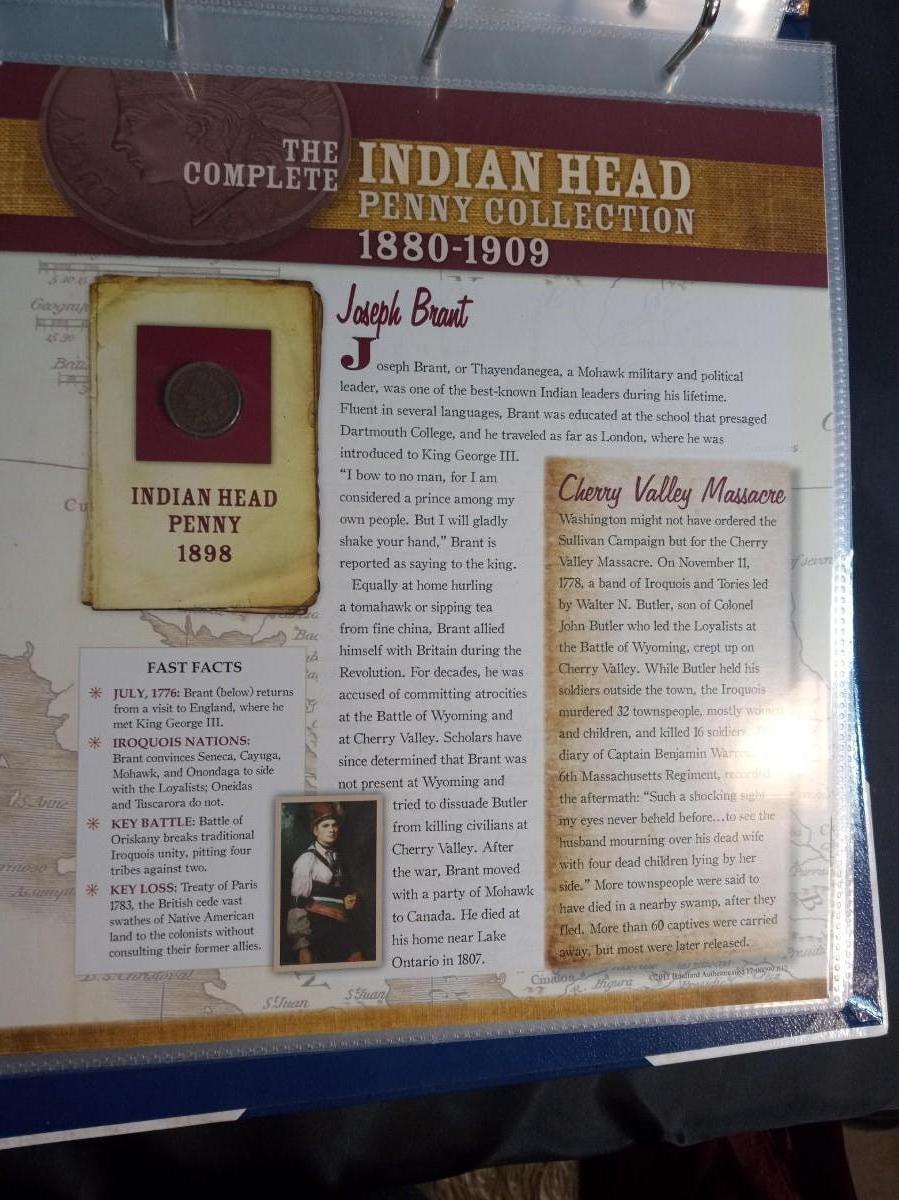 THE
COMPLETE
INDIAN HEAD
PENNY COLLECTION
1880-1909
INDIAN HEAD
PENNY
1898
Joseph Brant
Joseph Brant, or Thayendanegea, a Mohawk military and political
leader, was one of the best-known Indian leaders during his lifetime.
Fluent in several languages, Brant was educated at the school that presaged
Dartmouth College, and he traveled as far as London, where he was
introduced to King George III.
“I bow to no man, for I am
considered a prince among my
own people. But I will gladly
shake your hand,” Brant is
reported as saying to the king.
Equally at home hurling
a tomahawk or sipping tea
from fine china, Brant allied
himself with Britain during the
Revolution. For decades, he was
accused of committing atrocities
at the Battle of Wyoming and
at Cherry Valley. Scholars have
since determined that Brant was
not present at Wyoming and
tried to dissuade Butler
from killing civilians at
Cherry Valley. After
the war, Brant moved
with a party of Mohawk
to Canada. He died at
his home near Lake
Ontario in 1807.
Cherry Valley Massacre
Washington might not have ordered the
Sullivan Campaign but for the Cherry
Valley Massacre. On November 11,
1778, a band of Iroquois and Tories led
by Walter N. Butler, son of Colonel
John Butler who led the Loyalists at
the Battle of Wyoming, crept up on
Cherry Valley. While Butler held his
soldiers outside the town, the Iroquois
murdered 32 townspeople, mostly women
and children, and killed 16 soldiers.
diary of Captain Benjamin
6th Massachusetts Regiment, recorded
the aftermath: “Such a shocking sight
my eyes never beheld before...to see the
husband mourning over his dead wife
with four dead children lying by her
side.” More townspeople were said to
have died in a nearby swamp, after they
fled. More than 60 captives were carried
away, but most were later released.
FAST FACTS
JULY, 1776: Brant (below) returns
from a visit to England, where he
met King George III.
IROQUOIS NATIONS:
Brant convinces Seneca, Cayuga,
Mohawk, and Onondaga to side
with the Loyalists; Oneidas
and Tuscarora do not.
KEY BATTLE: Battle of
Oriskany breaks traditional
Iroquois unity, pitting four
tribes against two.
KEY LOSS: Treaty of Paris
1783, the British cede vast
swathes of Native American
land to the colonists without
consulting their former allies.
S.t Juan
S.t Juan